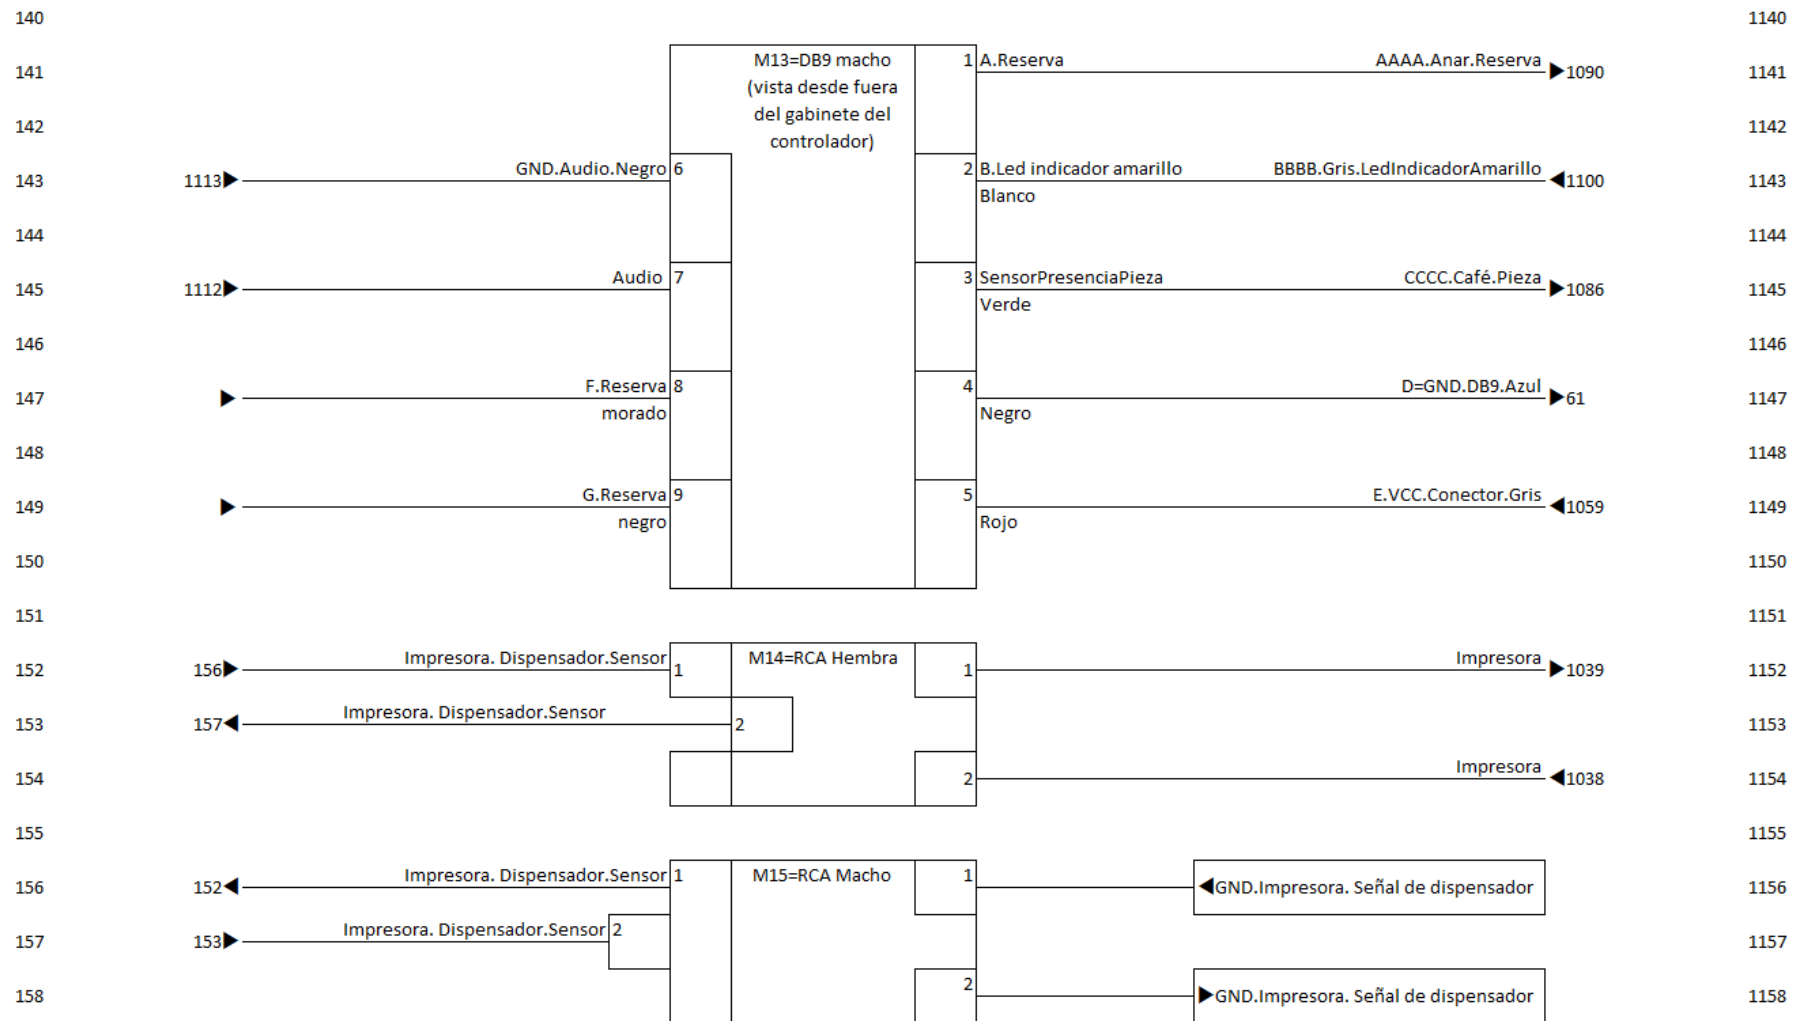 140 1140
M13=DB9 macho 1 A.Reserva AAAA.Anar.Reserva
141 (vista desde fuera 1090 1141
del gabinete del
142 controlador) 1142
GND.Audio.Negro 6 2 B.Led indicador amarillo BBBB.Gris.LedIndicadorAmarillo
143 1113 1100 1143
Blanco
144 1144
Audio 7 3 SensorPresenciaPieza CCCC.Café.Pieza
145 1112 1086 1145
Verde
146 1146
F.Reserva 8 4 D=GND.DB9.Azul
147 61 1147
morado Negro
148 1148
G.Reserva 9 5 E.VCC.Conector.Gris
149 1059 1149
negro Rojo
150 1150
151 1151
Impresora. Dispensador.Sensor M14=RCA Hembra Impresora
152 156 1 1 1039 1152
Impresora. Dispensador.Sensor
153 157 2 1153
Impresora
154 2 1038 1154
155 1155
Impresora. Dispensador.Sensor 1 M15=RCA Macho 1
156 152 GND.Impresora. Señal de dispensador 1156
Impresora. Dispensador.Sensor 2
157 153 1157
2
158 GND.Impresora. Señal de dispensador 1158